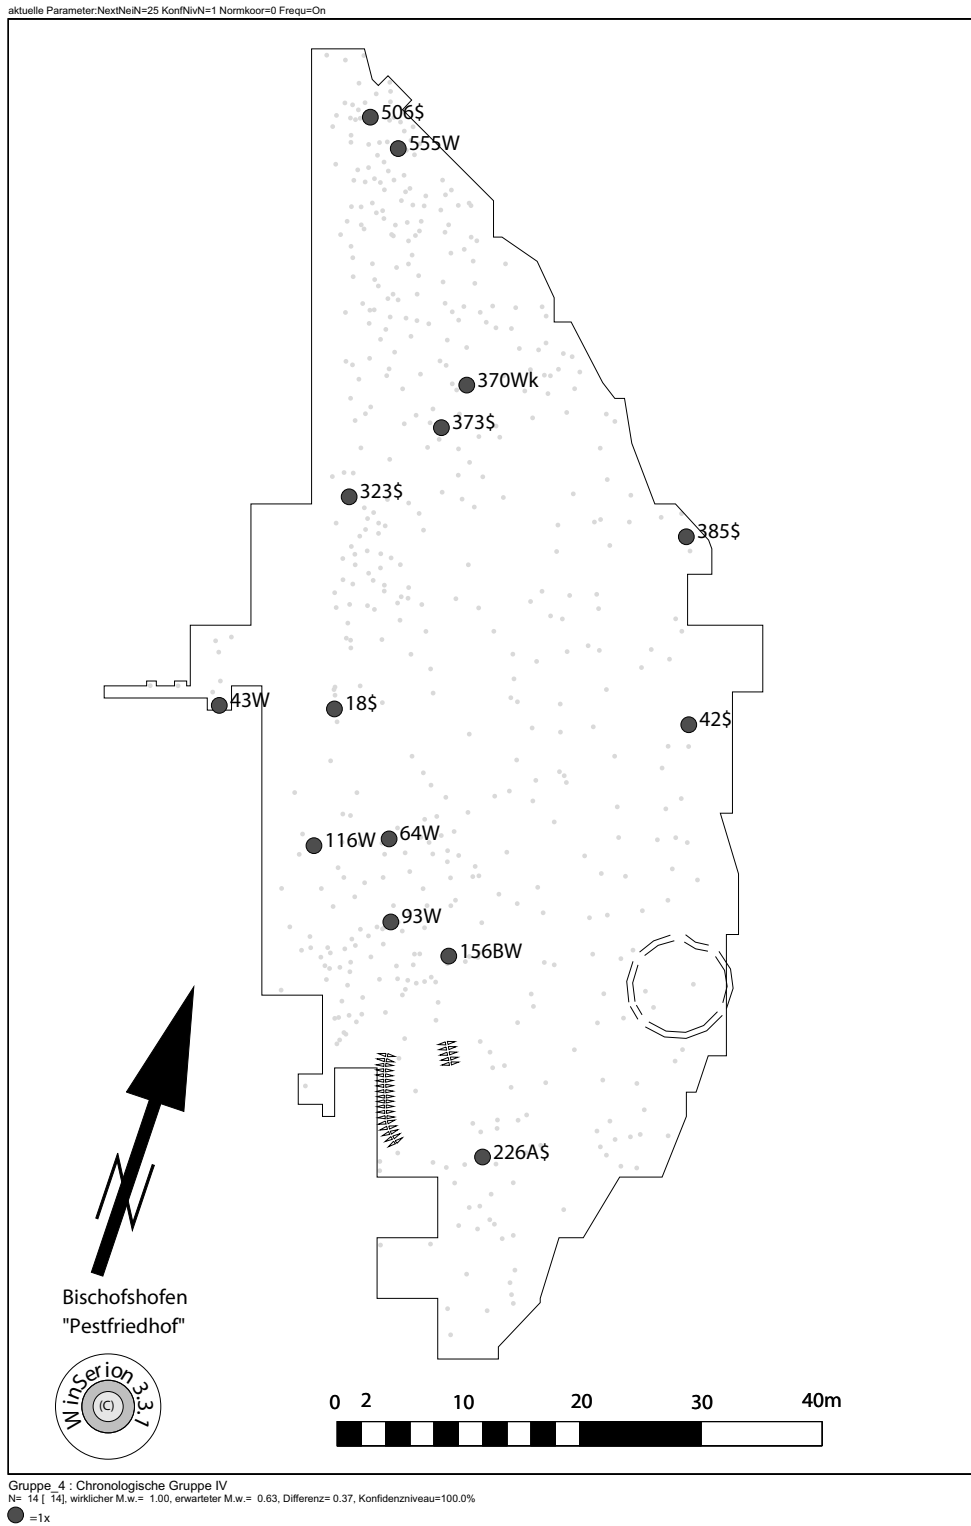 aktuelle Parameter:NextNeiN=25 KonfNivN=1 Normkoor=0 Frequ=On
506$
555W
370Wk
373$
323$
385$
43W
18$
42$
116W
64W
93W
156BW
226A$
Bischofshofen
"Pestfriedhof"
WinSerion 3.3.1
(C)
0 2 10 20 30 40m
Gruppe_4 : Chronologische Gruppe IV
N= 14 [ 14], wirklicher M.w.= 1.00, erwarteter M.w.= 0.63, Differenz= 0.37, Konfidenzniveau=100.0%
=1x